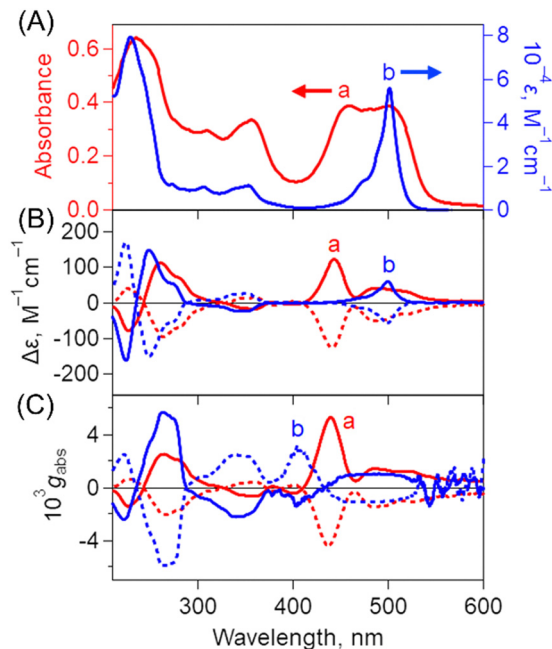 (A)
Absorbance
0.6
0.4
0.2
0.0
a
b
8
6
4
2
0
10⁻⁴ ε, M⁻¹ cm⁻¹
(B)
Δε, M⁻¹ cm⁻¹
200
100
0
-100
-200
a
b
(C)
10³ gabs
4
0
-4
b
a
300
400
500
600
Wavelength, nm